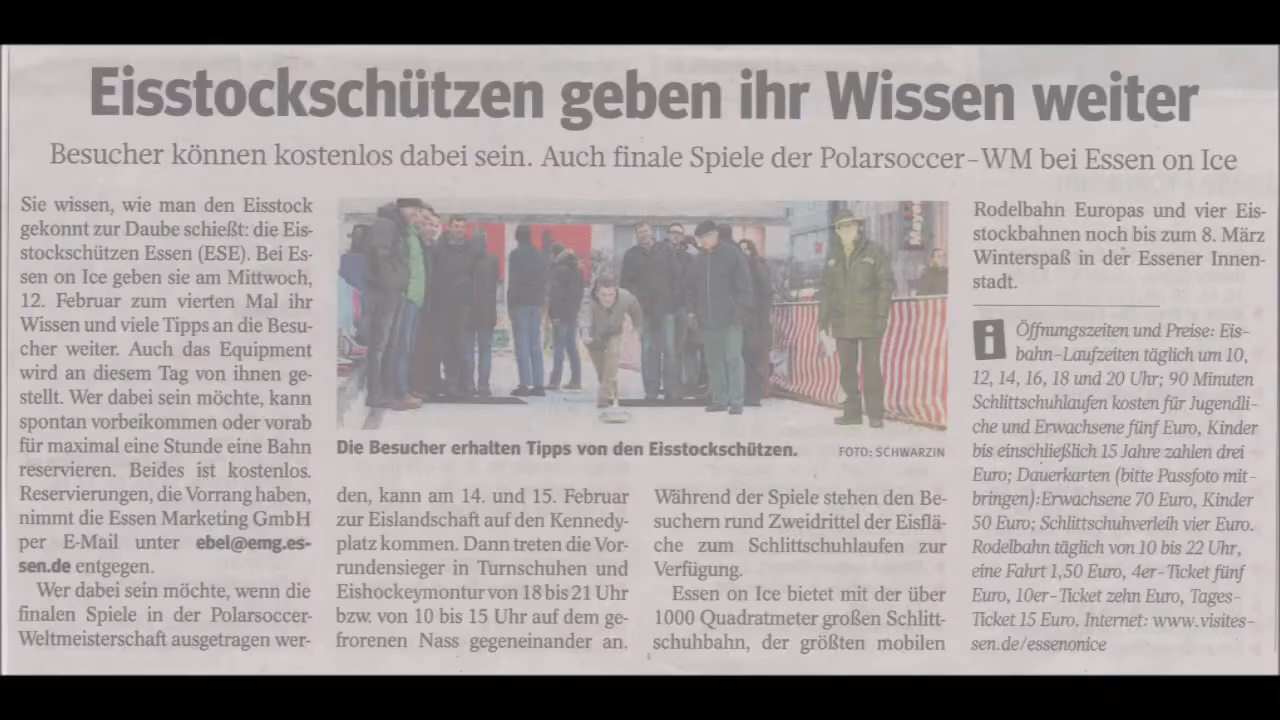 Eisstockschützen geben ihr Wissen weiter
Besucher können kostenlos dabei sein. Auch finale Spiele der Polarsoccer-WM bei Essen on Ice
Sie wissen, wie man den Eisstock
gekonnt zur Daube schießt: die Eis-
stockschützen Essen (ESE). Bei Es-
sen on Ice geben sie am Mittwoch,
12. Februar zum vierten Mal ihr
Wissen und viele Tipps an die Besu-
cher weiter. Auch das Equipment
wird an diesem Tag von ihnen ge-
stellt. Wer dabei sein möchte, kann
spontan vorbeikommen oder vorab
für maximal eine Stunde eine Bahn
reservieren. Beides ist kostenlos.
Reservierungen, die Vorrang haben,
nimmt die Essen Marketing GmbH
per E-Mail unter ebel@emg.es-
sen.de entgegen.
Wer dabei sein möchte, wenn die
finalen Spiele in der Polarsoccer-
Weltmeisterschaft ausgetragen wer-
Die Besucher erhalten Tipps von den Eisstockschützen.
FOTO: SCHWARZIN
den, kann am 14. und 15. Februar
zur Eislandschaft auf den Kennedy-
platz kommen. Dann treten die Vor-
rundensieger in Turnschuhen und
Eishockeymontur von 18 bis 21 Uhr
bzw. von 10 bis 15 Uhr auf dem ge-
frorenen Nass gegeneinander an.
Während der Spiele stehen den Be-
suchern rund Zweidrittel der Eisflä-
che zum Schlittschuhlaufen zur
Verfügung.
Essen on Ice bietet mit der über
1000 Quadratmeter großen Schlitt-
schuhbahn, der größten mobilen
Rodelbahn Europas und vier Eis-
stockbahnen noch bis zum 8. März
Winterspaß in der Essener Innen-
stadt.
i Öffnungszeiten und Preise: Eis-
bahn-Laufzeiten täglich um 10,
12, 14, 16, 18 und 20 Uhr; 90 Minuten
Schlittschuhlaufen kosten für Jugendli-
che und Erwachsene fünf Euro, Kinder
bis einschließlich 15 Jahre zahlen drei
Euro; Dauerkarten (bitte Passfoto mit-
bringen):Erwachsene 70 Euro, Kinder
50 Euro; Schlittschuhverleih vier Euro.
Rodelbahn täglich von 10 bis 22 Uhr,
eine Fahrt 1,50 Euro, 4er-Ticket fünf
Euro, 10er-Ticket zehn Euro, Tages-
Ticket 15 Euro. Internet: www.visites-
sen.de/essenonice